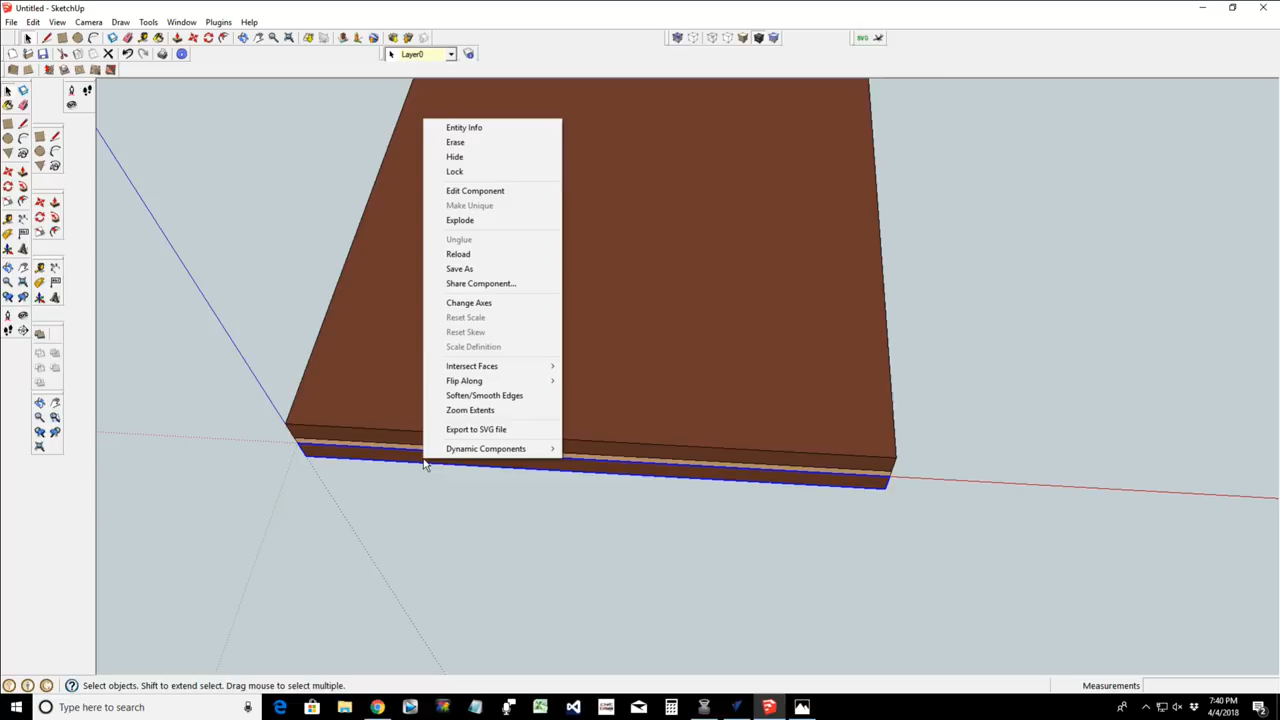 Untitled - SketchUp
File Edit View Camera Draw Tools Window Plugins Help
Layer0
SVG
Entity Info
Erase
Hide
Lock
Edit Component
Make Unique
Explode
Unglue
Reload
Save As
Share Component...
Change Axes
Reset Scale
Reset Skew
Scale Definition
Intersect Faces
Flip Along
Soften/Smooth Edges
Zoom Extents
Export to SVG file
Dynamic Components
Select objects. Shift to extend select. Drag mouse to select multiple.
Measurements
Type here to search
7:40 PM
4/4/2018